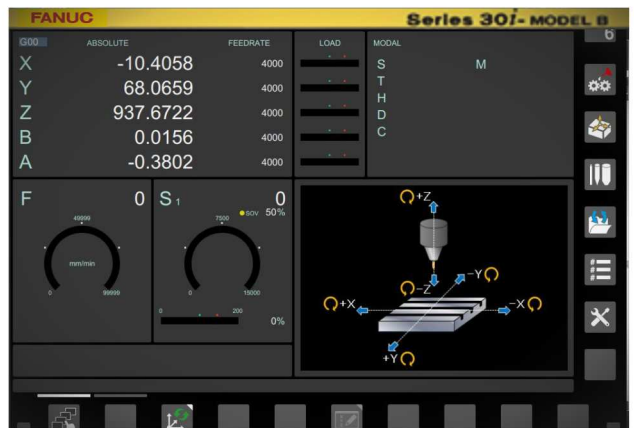 FANUC Series 30i- MODEL B
6
G00 ABSOLUTE FEEDRATE LOAD MODAL
X -10.4058 4000 S M
Y 68.0659 4000 T
Z 937.6722 4000 H
B 0.0156 4000 D
A -0.3802 4000 C
F 0 S1 0
SOV 50%
49999 7500
mm/min
0 99999 0 15000
0 200
0%
+Z
-Y
-Z
+X -X
+Y